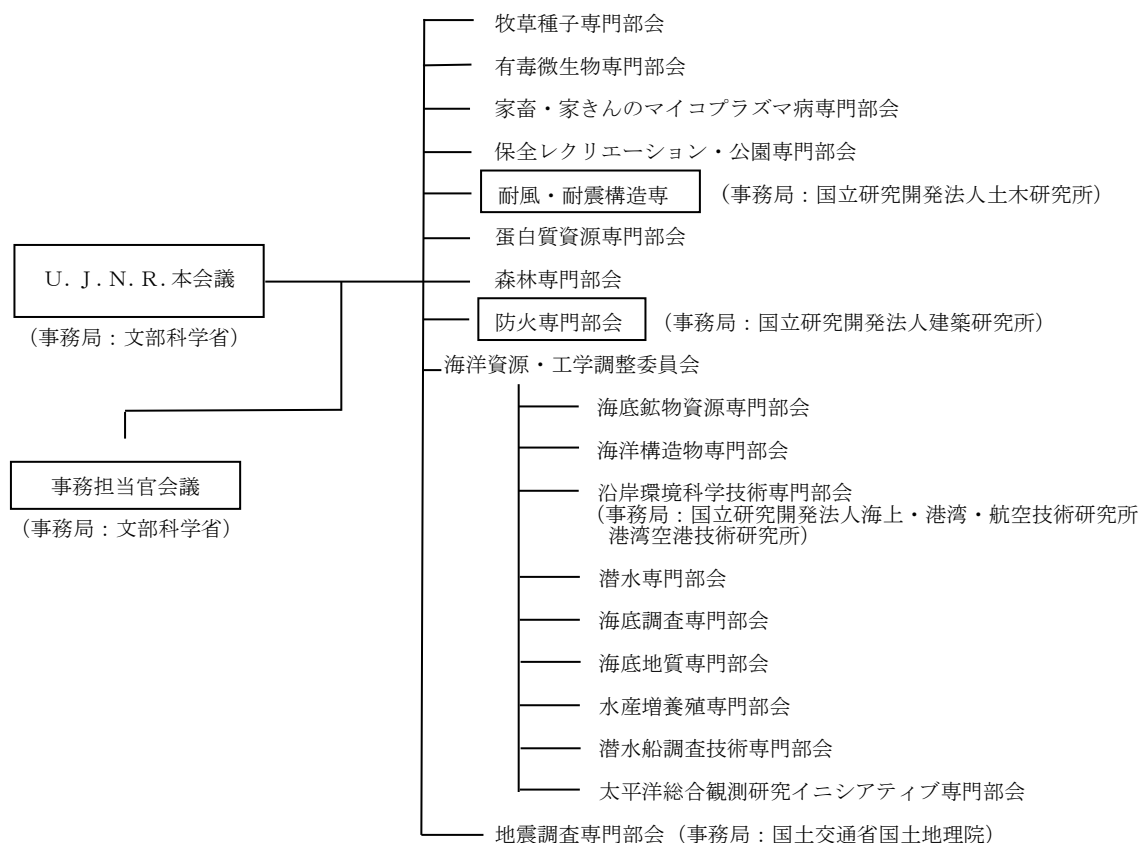 牧草種子専門部会
有毒微生物専門部会
家畜・家きんのマイコプラズマ病専門部会
保全レクリエーション・公園専門部会
耐風・耐震構造専 （事務局：国立研究開発法人土木研究所）
蛋白質資源専門部会
U．J．N．R．本会議
森林専門部会
（事務局：文部科学省）
防火専門部会 （事務局：国立研究開発法人建築研究所）
海洋資源・工学調整委員会
海底鉱物資源専門部会
海洋構造物専門部会
事務担当官会議
（事務局：文部科学省）
沿岸環境科学技術専門部会
（事務局：国立研究開発法人海上・港湾・航空技術研究所
港湾空港技術研究所）
潜水専門部会
海底調査専門部会
海底地質専門部会
水産増養殖専門部会
潜水船調査技術専門部会
太平洋総合観測研究イニシアティブ専門部会
地震調査専門部会（事務局：国土交通省国土地理院）